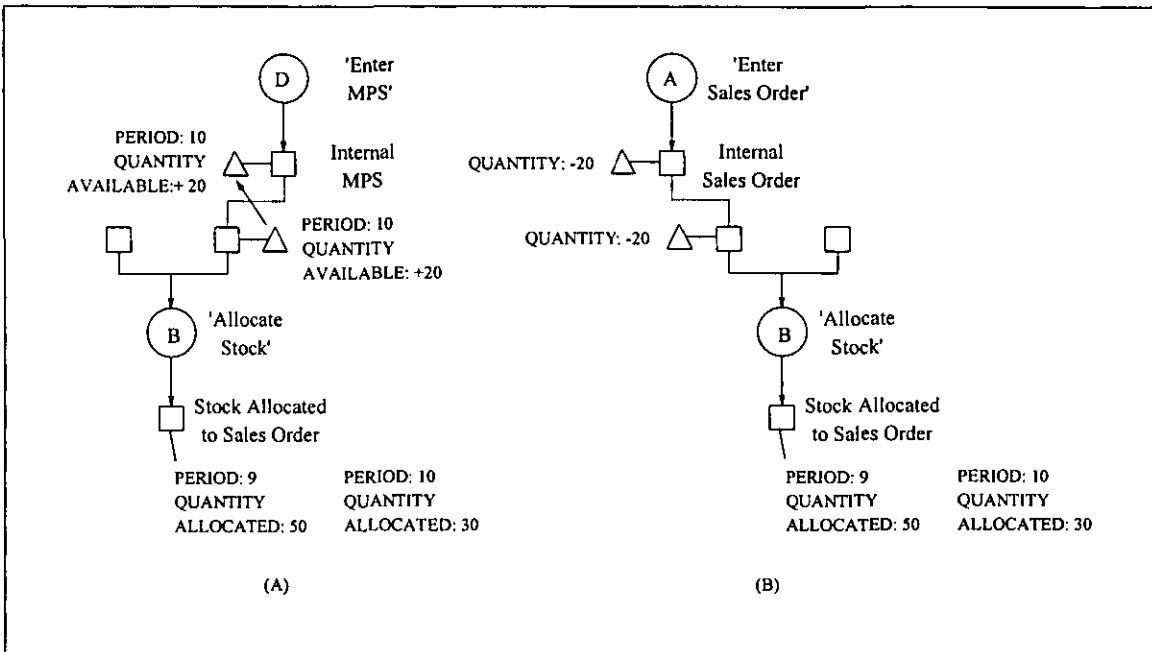 D
'Enter
MPS'
PERIOD: 10
QUANTITY
AVAILABLE:+ 20
Internal
MPS
PERIOD: 10
QUANTITY
AVAILABLE: +20
B
'Allocate
Stock'
Stock Allocated
to Sales Order
PERIOD: 9
QUANTITY
ALLOCATED: 50
PERIOD: 10
QUANTITY
ALLOCATED: 30
(A)
A
'Enter
Sales Order'
QUANTITY: -20
Internal
Sales Order
QUANTITY: -20
B
'Allocate
Stock'
Stock Allocated
to Sales Order
PERIOD: 9
QUANTITY
ALLOCATED: 50
PERIOD: 10
QUANTITY
ALLOCATED: 30
(B)